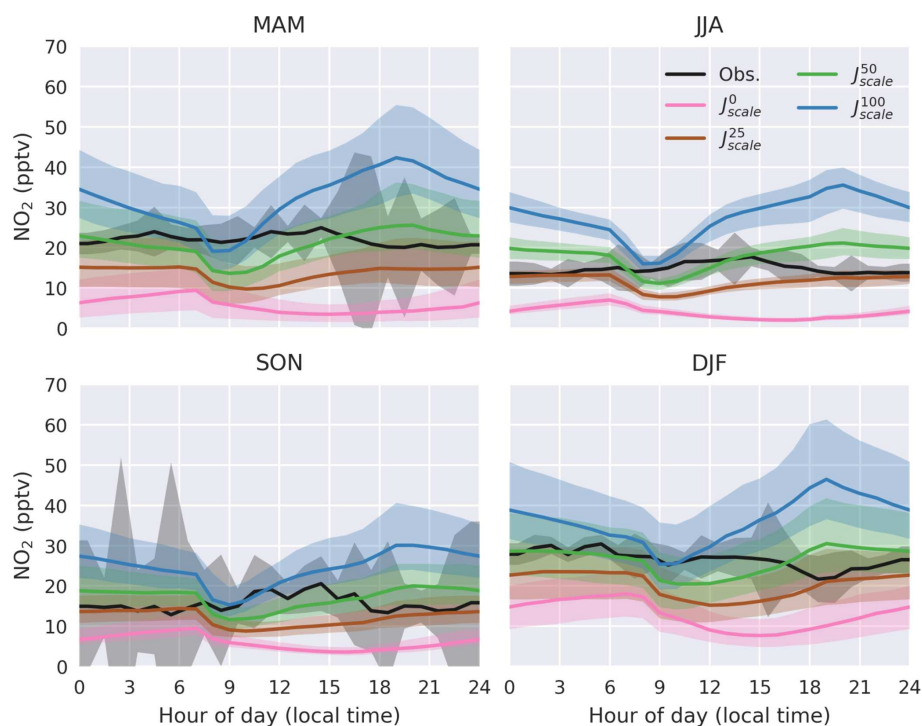 MAM
JJA
70
60
50
40
30
20
10
0
NO₂ (pptv)
Obs.
J⁰scale
J²⁵scale
J⁵⁰scale
J¹⁰⁰scale
SON
DJF
70
60
50
40
30
20
10
0
NO₂ (pptv)
0 3 6 9 12 15 18 21 24
0 3 6 9 12 15 18 21 24
Hour of day (local time)
Hour of day (local time)